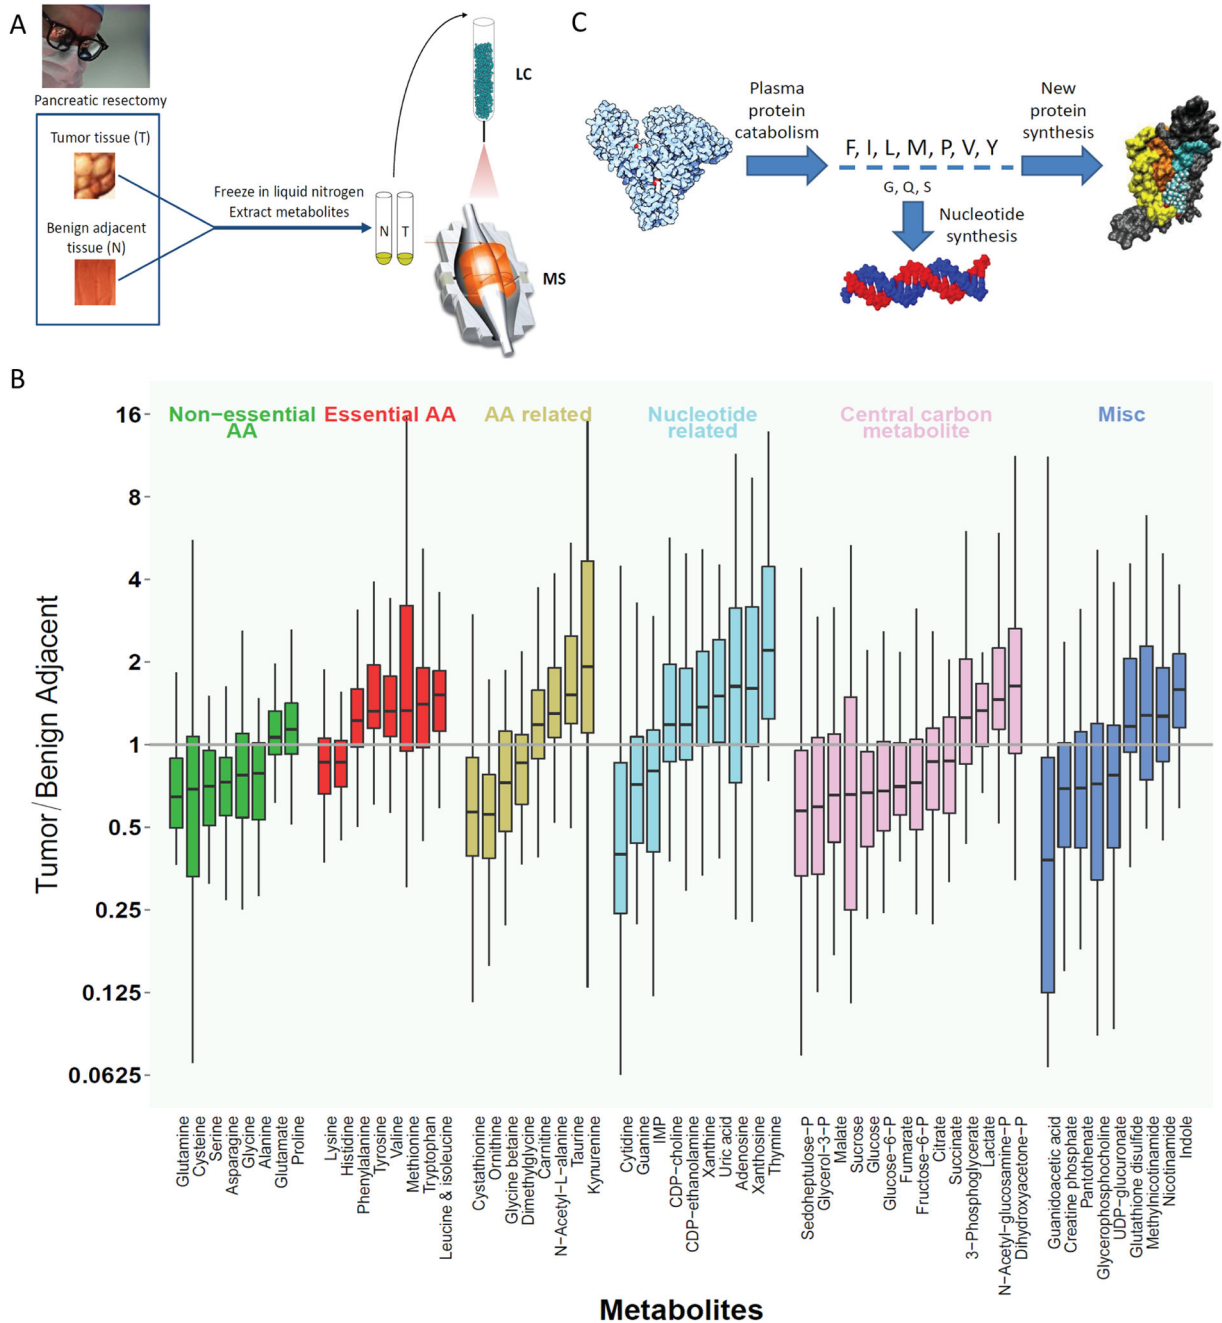 A
Pancreatic resectomy
Tumor tissue (T)
Benign adjacent
tissue (N)
Freeze in liquid nitrogen
Extract metabolites
N T
LC
MS
C
Plasma
protein
catabolism
F, I, L, M, P, V, Y
G, Q, S
Nucleotide
synthesis
New
protein
synthesis
B
Non-essential
AA
Essential AA
AA related
Nucleotide
related
Central carbon
metabolite
Misc
Tumor/Benign Adjacent
16
8
4
2
1
0.5
0.25
0.125
0.0625
Glutamine
Cysteine
Serine
Asparagine
Glycine
Alanine
Glutamate
Proline
Lysine
Histidine
Phenylalanine
Tyrosine
Valine
Methionine
Tryptophan
Leucine & isoleucine
Cystathionine
Ornithine
Glycine betaine
Dimethylglycine
Carnitine
N-Acetyl-L-alanine
Taurine
Kynurenine
Cytidine
Guanine
IMP
CDP-choline
CDP-ethanolamine
Xanthine
Uric acid
Adenosine
Xanthosine
Thymine
Sedoheptulose-P
Glycerol-3-P
Malate
Sucrose
Glucose
Glucose-6-P
Fumarate
Fructose-6-P
Citrate
Succinate
3-Phosphoglycerate
Lactate
N-Acetyl-glucosamine-P
Dihydroxyacetone-P
Guanidoacetic acid
Creatine phosphate
Pantothenate
Glycerophosphocholine
UDP-glucuronate
Glutathione disulfide
Methylnicotinamide
Nicotinamide
Indole
Metabolites